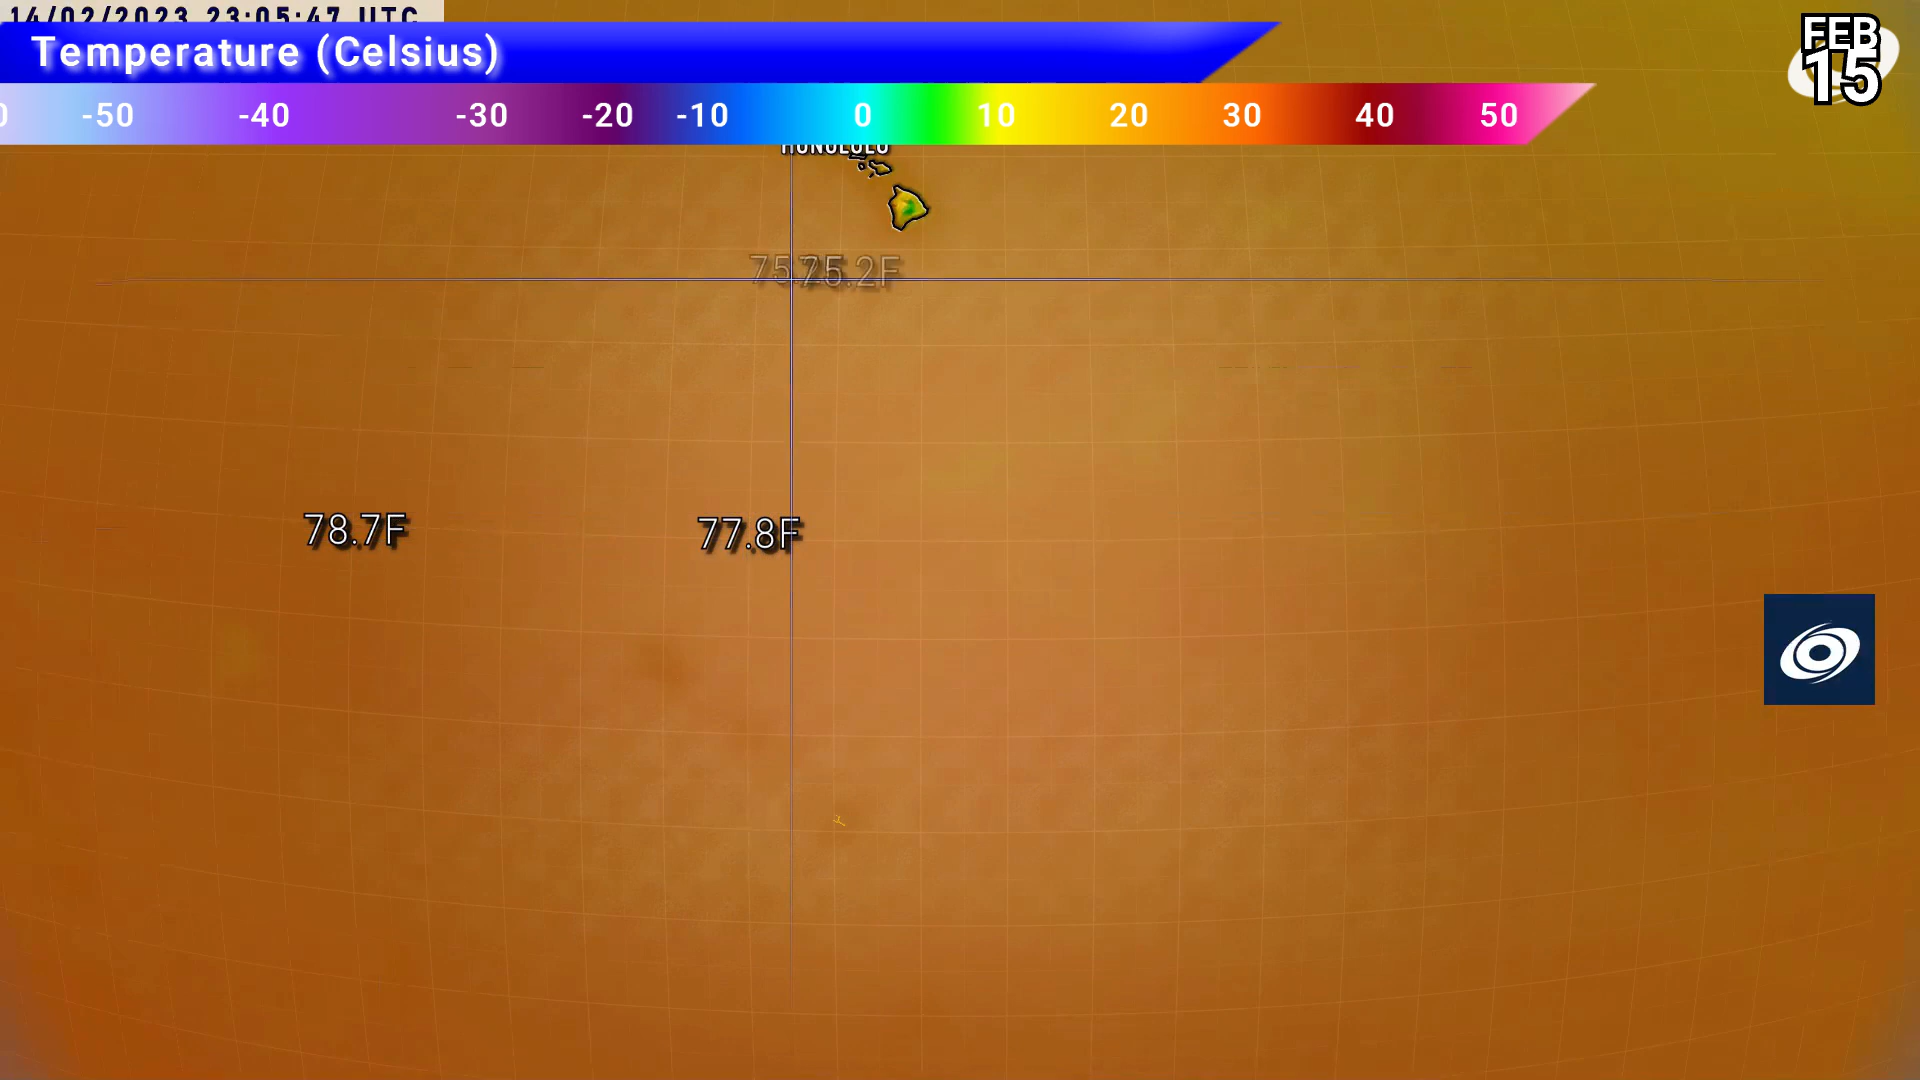 14/02/2023 23:05:47 UTC
Temperature (Celsius)
FEB
15
-50 -40 -30 -20 -10 0 10 20 30 40 50
HONOLULU
75.2F
78.7F 77.8F